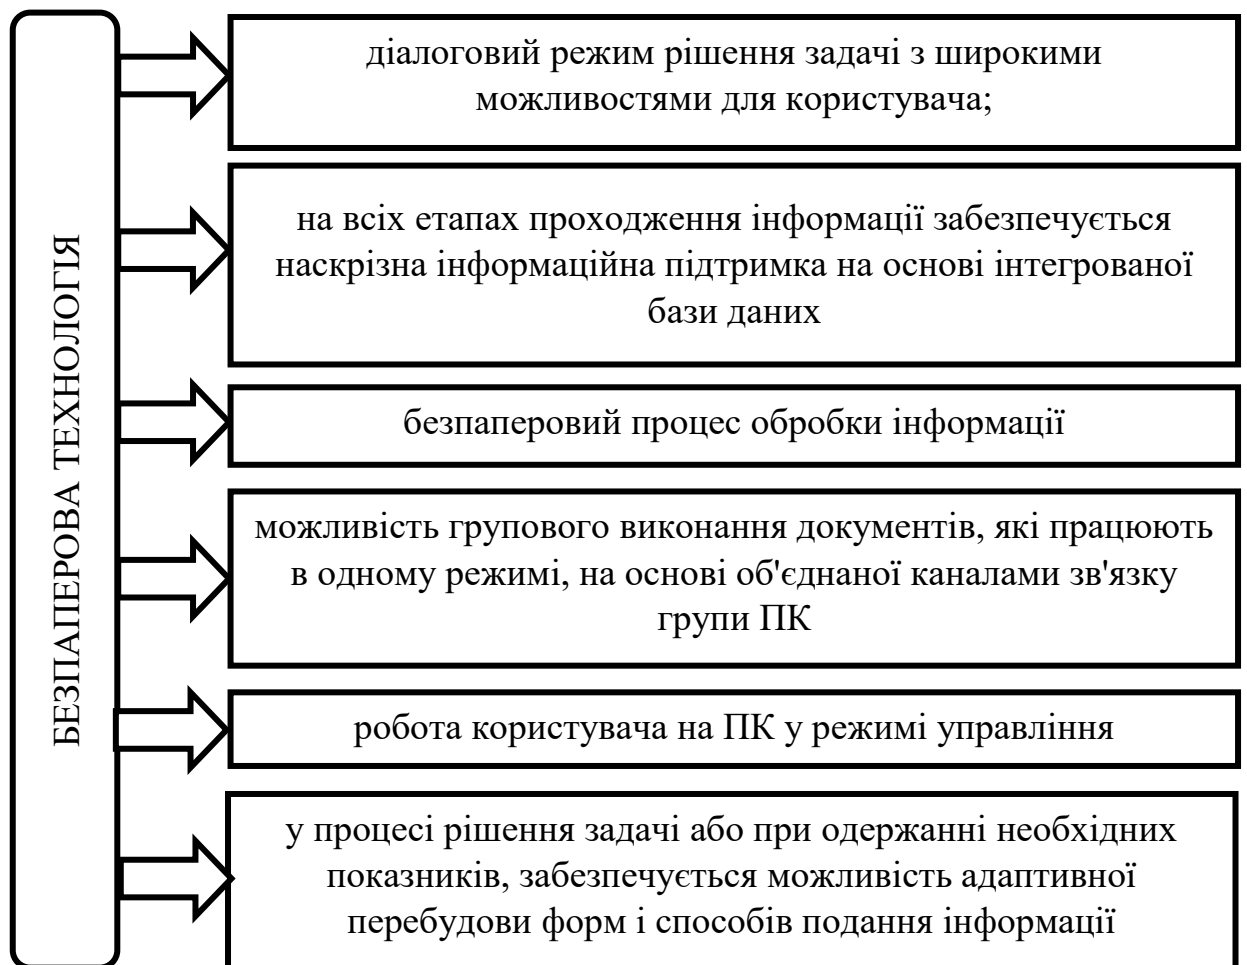 БЕЗПАПЕРОВА ТЕХНОЛОГІЯ
діалоговий режим рішення задачі з широкими
можливостями для користувача;
на всіх етапах проходження інформації забезпечується
наскрізна інформаційна підтримка на основі інтегрованої
бази даних
безпаперовий процес обробки інформації
можливість групового виконання документів, які працюють
в одному режимі, на основі об'єднаної каналами зв'язку
групи ПК
робота користувача на ПК у режимі управління
у процесі рішення задачі або при одержанні необхідних
показників, забезпечується можливість адаптивної
перебудови форм і способів подання інформації